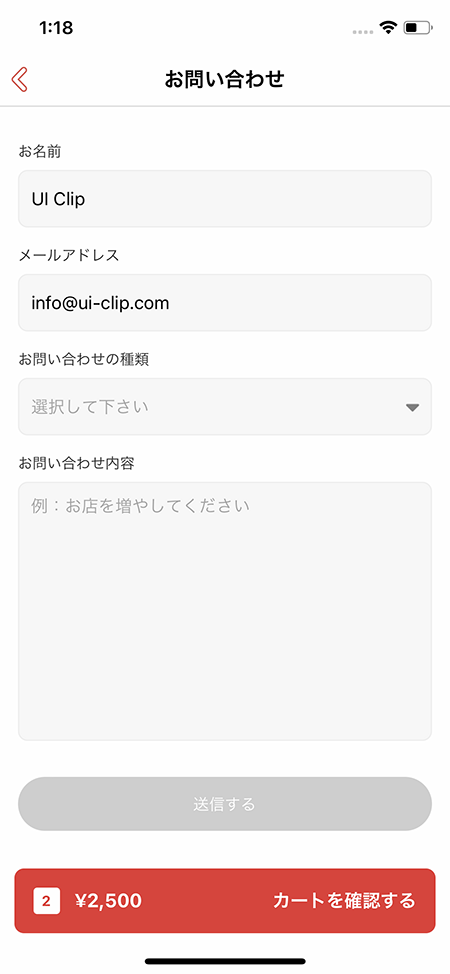 1:18
お問い合わせ
お名前
UI Clip
メールアドレス
info@ui-clip.com
お問い合わせの種類
選択して下さい
お問い合わせ内容
例：お店を増やしてください
送信する
2 ¥2,500 カートを確認する